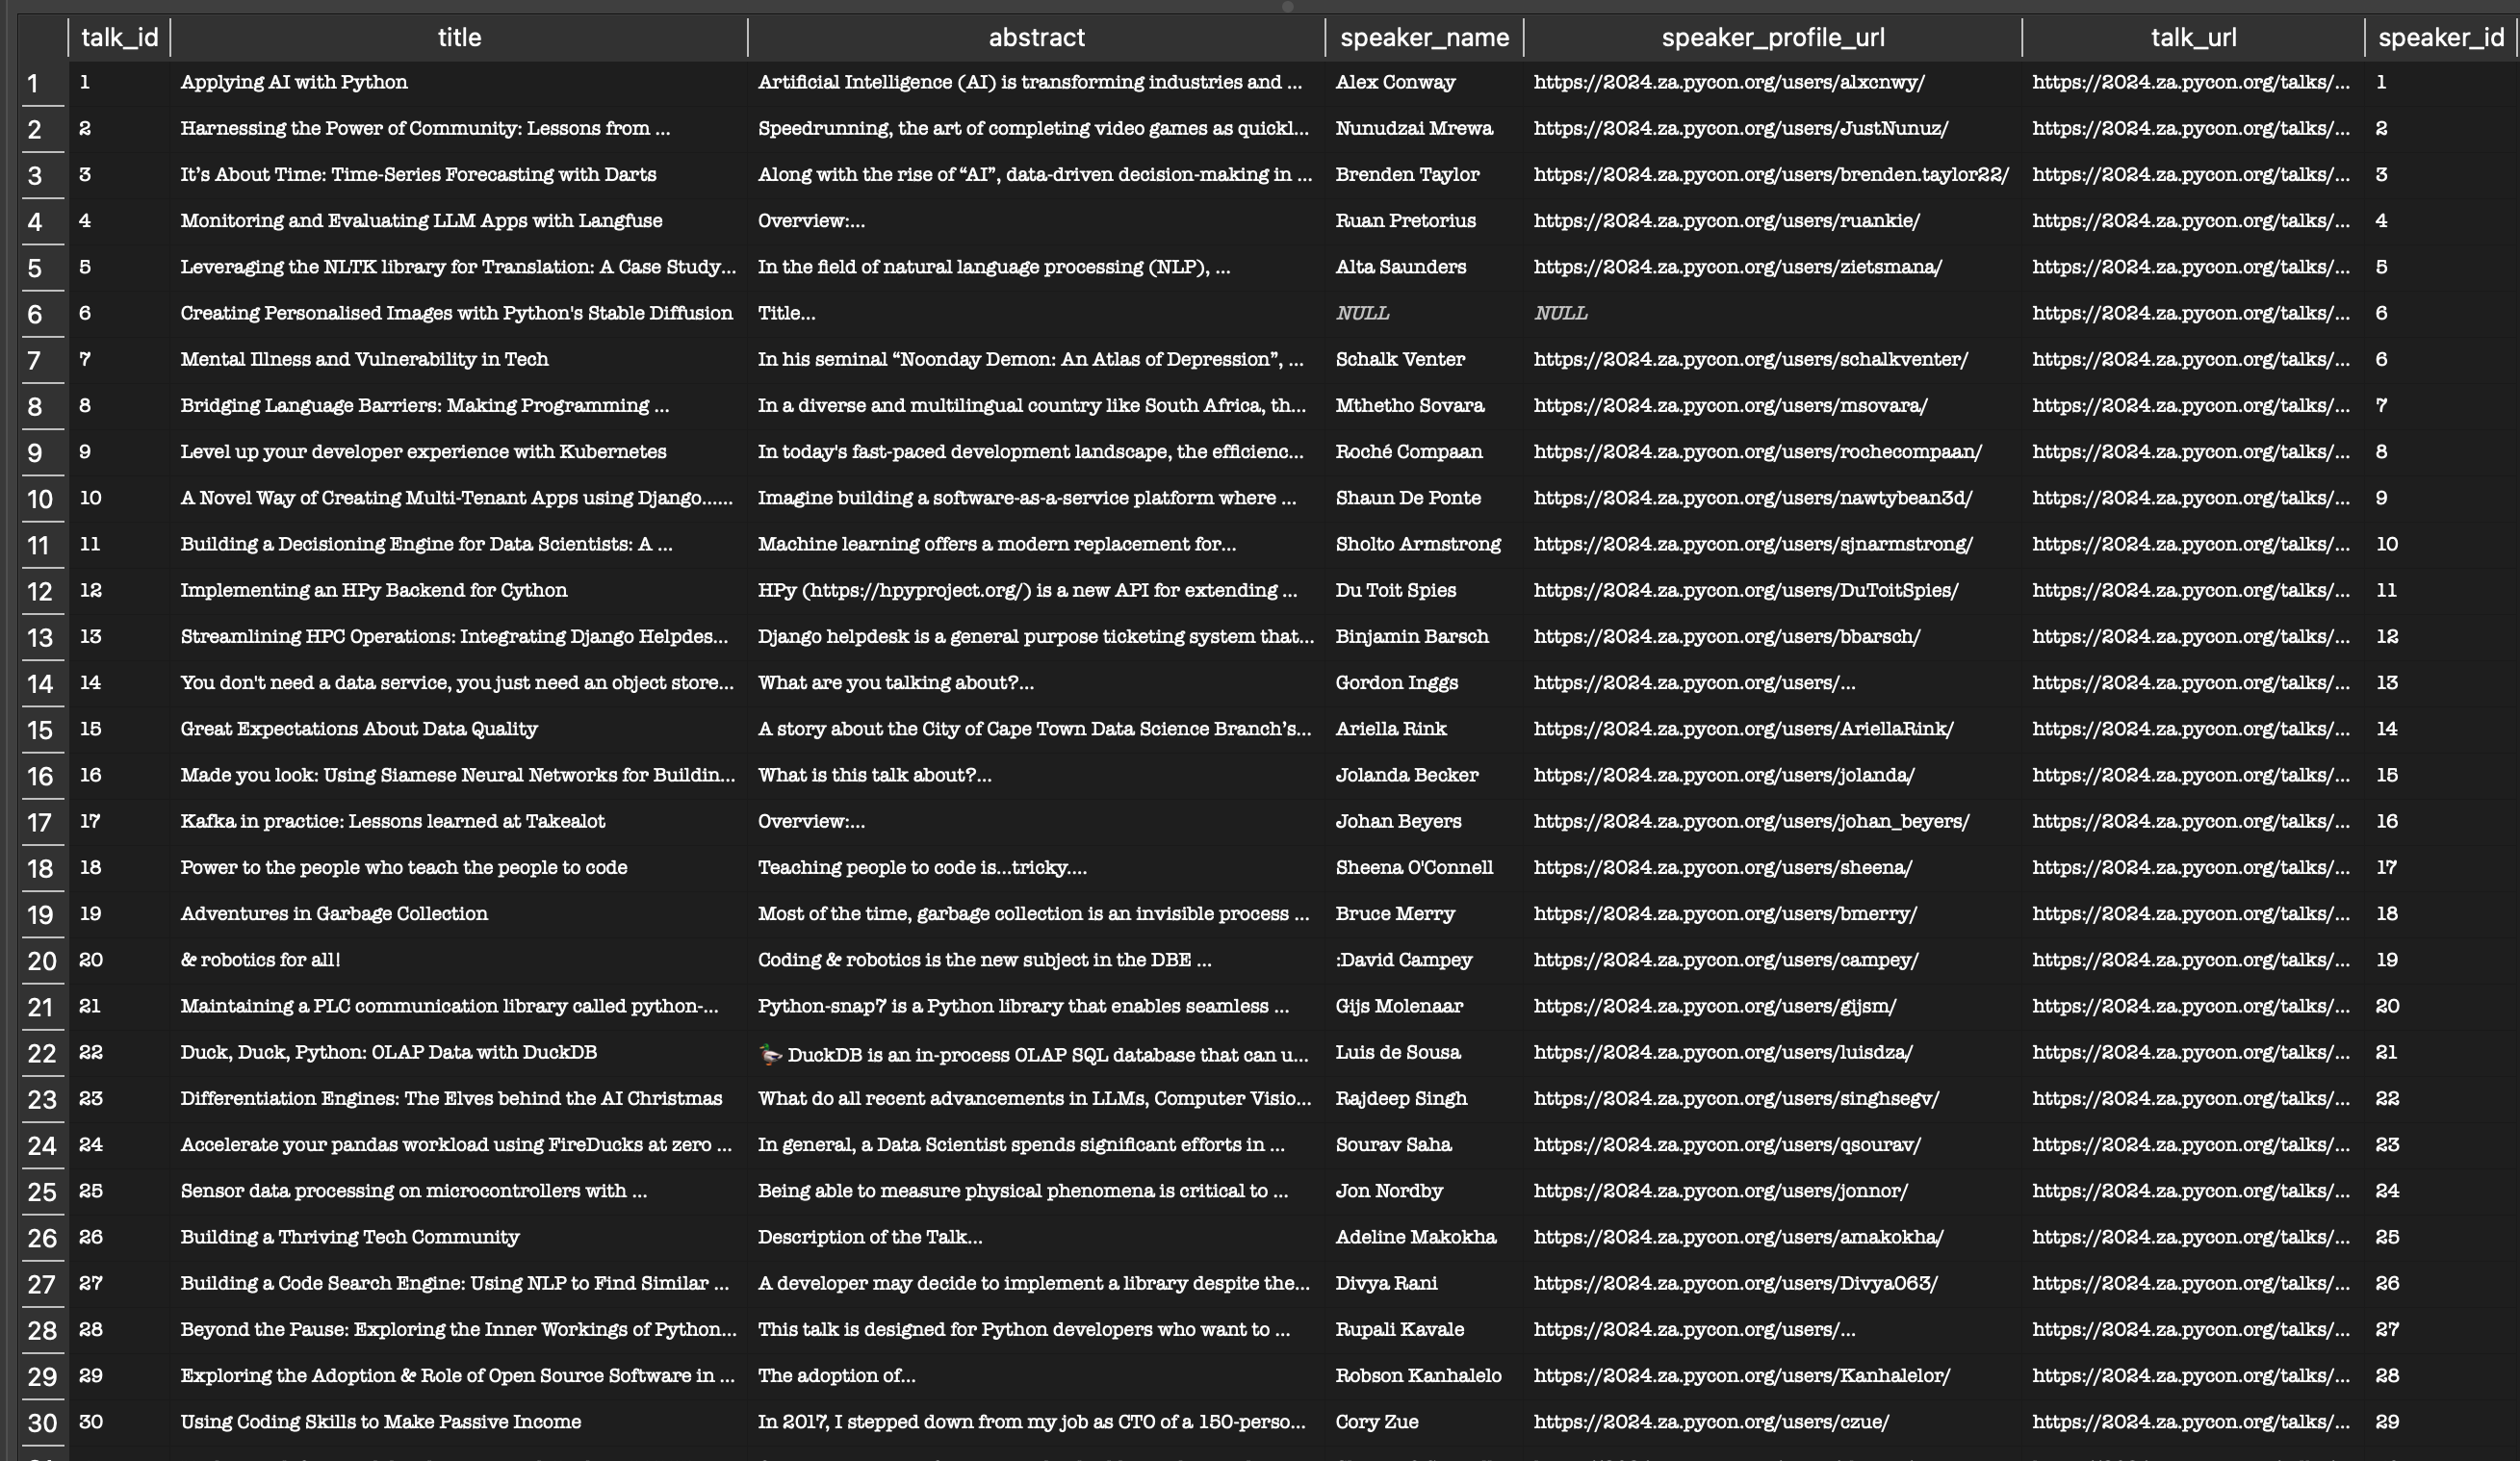 talk_id title abstract speaker_name speaker_profile_url talk_url speaker_id
1 1 Applying AI with Python Artificial Intelligence (AI) is transforming industries and ... Alex Conway https://2024.za.pycon.org/users/alxcnwy/ https://2024.za.pycon.org/talks/... 1
2 2 Harnessing the Power of Community: Lessons from ... Speedrunning, the art of completing video games as quickl... Nunudzai Mrewa https://2024.za.pycon.org/users/JustNunuz/ https://2024.za.pycon.org/talks/... 2
3 3 It’s About Time: Time-Series Forecasting with Darts Along with the rise of “AI”, data-driven decision-making in ... Brenden Taylor https://2024.za.pycon.org/users/brenden.taylor22/ https://2024.za.pycon.org/talks/... 3
4 4 Monitoring and Evaluating LLM Apps with Langfuse Overview:... Ruan Pretorius https://2024.za.pycon.org/users/ruankie/ https://2024.za.pycon.org/talks/... 4
5 5 Leveraging the NLTK library for Translation: A Case Study... In the field of natural language processing (NLP), ... Alta Saunders https://2024.za.pycon.org/users/zietsmana/ https://2024.za.pycon.org/talks/... 5
6 6 Creating Personalised Images with Python's Stable Diffusion Title... NULL NULL https://2024.za.pycon.org/talks/... 6
7 7 Mental Illness and Vulnerability in Tech In his seminal “Noonday Demon: An Atlas of Depression”, ... Schalk Venter https://2024.za.pycon.org/users/schalkventer/ https://2024.za.pycon.org/talks/... 6
8 8 Bridging Language Barriers: Making Programming ... In a diverse and multilingual country like South Africa, th... Mthetho Sovara https://2024.za.pycon.org/users/msovara/ https://2024.za.pycon.org/talks/... 7
9 9 Level up your developer experience with Kubernetes In today's fast-paced development landscape, the efficienc... Roché Compaan https://2024.za.pycon.org/users/rochecompaan/ https://2024.za.pycon.org/talks/... 8
10 10 A Novel Way of Creating Multi-Tenant Apps using Django...... Imagine building a software-as-a-service platform where ... Shaun De Ponte https://2024.za.pycon.org/users/nawtybean3d/ https://2024.za.pycon.org/talks/... 9
11 11 Building a Decisioning Engine for Data Scientists: A ... Machine learning offers a modern replacement for... Sholto Armstrong https://2024.za.pycon.org/users/sjnarmstrong/ https://2024.za.pycon.org/talks/... 10
12 12 Implementing an HPy Backend for Cython HPy (https://hpyproject.org/) is a new API for extending ... Du Toit Spies https://2024.za.pycon.org/users/DuToitSpies/ https://2024.za.pycon.org/talks/... 11
13 13 Streamlining HPC Operations: Integrating Django Helpdes... Django helpdesk is a general purpose ticketing system that... Binjamin Barsch https://2024.za.pycon.org/users/bbarsch/ https://2024.za.pycon.org/talks/... 12
14 14 You don't need a data service, you just need an object store... What are you talking about?... Gordon Inggs https://2024.za.pycon.org/users/... https://2024.za.pycon.org/talks/... 13
15 15 Great Expectations About Data Quality A story about the City of Cape Town Data Science Branch’s... Ariella Rink https://2024.za.pycon.org/users/AriellaRink/ https://2024.za.pycon.org/talks/... 14
16 16 Made you look: Using Siamese Neural Networks for Buildin... What is this talk about?... Jolanda Becker https://2024.za.pycon.org/users/jolanda/ https://2024.za.pycon.org/talks/... 15
17 17 Kafka in practice: Lessons learned at Takealot Overview:... Johan Beyers https://2024.za.pycon.org/users/johan_beyers/ https://2024.za.pycon.org/talks/... 16
18 18 Power to the people who teach the people to code Teaching people to code is...tricky.... Sheena O'Connell https://2024.za.pycon.org/users/sheena/ https://2024.za.pycon.org/talks/... 17
19 19 Adventures in Garbage Collection Most of the time, garbage collection is an invisible process ... Bruce Merry https://2024.za.pycon.org/users/bmerry/ https://2024.za.pycon.org/talks/... 18
20 20 & robotics for all! Coding & robotics is the new subject in the DBE ... :David Campey https://2024.za.pycon.org/users/campey/ https://2024.za.pycon.org/talks/... 19
21 21 Maintaining a PLC communication library called python-... Python-snap7 is a Python library that enables seamless ... Gijs Molenaar https://2024.za.pycon.org/users/gijsm/ https://2024.za.pycon.org/talks/... 20
22 22 Duck, Duck, Python: OLAP Data with DuckDB 🦆 DuckDB is an in-process OLAP SQL database that can u... Luis de Sousa https://2024.za.pycon.org/users/luisdza/ https://2024.za.pycon.org/talks/... 21
23 23 Differentiation Engines: The Elves behind the AI Christmas What do all recent advancements in LLMs, Computer Visio... Rajdeep Singh https://2024.za.pycon.org/users/singhsegv/ https://2024.za.pycon.org/talks/... 22
24 24 Accelerate your pandas workload using FireDucks at zero ... In general, a Data Scientist spends significant efforts in ... Sourav Saha https://2024.za.pycon.org/users/qsourav/ https://2024.za.pycon.org/talks/... 23
25 25 Sensor data processing on microcontrollers with ... Being able to measure physical phenomena is critical to ... Jon Nordby https://2024.za.pycon.org/users/jonnor/ https://2024.za.pycon.org/talks/... 24
26 26 Building a Thriving Tech Community Description of the Talk... Adeline Makokha https://2024.za.pycon.org/users/amakokha/ https://2024.za.pycon.org/talks/... 25
27 27 Building a Code Search Engine: Using NLP to Find Similar ... A developer may decide to implement a library despite the... Divya Rani https://2024.za.pycon.org/users/Divya063/ https://2024.za.pycon.org/talks/... 26
28 28 Beyond the Pause: Exploring the Inner Workings of Python... This talk is designed for Python developers who want to ... Rupali Kavale https://2024.za.pycon.org/users/... https://2024.za.pycon.org/talks/... 27
29 29 Exploring the Adoption & Role of Open Source Software in ... The adoption of... Robson Kanhalelo https://2024.za.pycon.org/users/Kanhalelor/ https://2024.za.pycon.org/talks/... 28
30 30 Using Coding Skills to Make Passive Income In 2017, I stepped down from my job as CTO of a 150-perso... Cory Zue https://2024.za.pycon.org/users/czue/ https://2024.za.pycon.org/talks/... 29